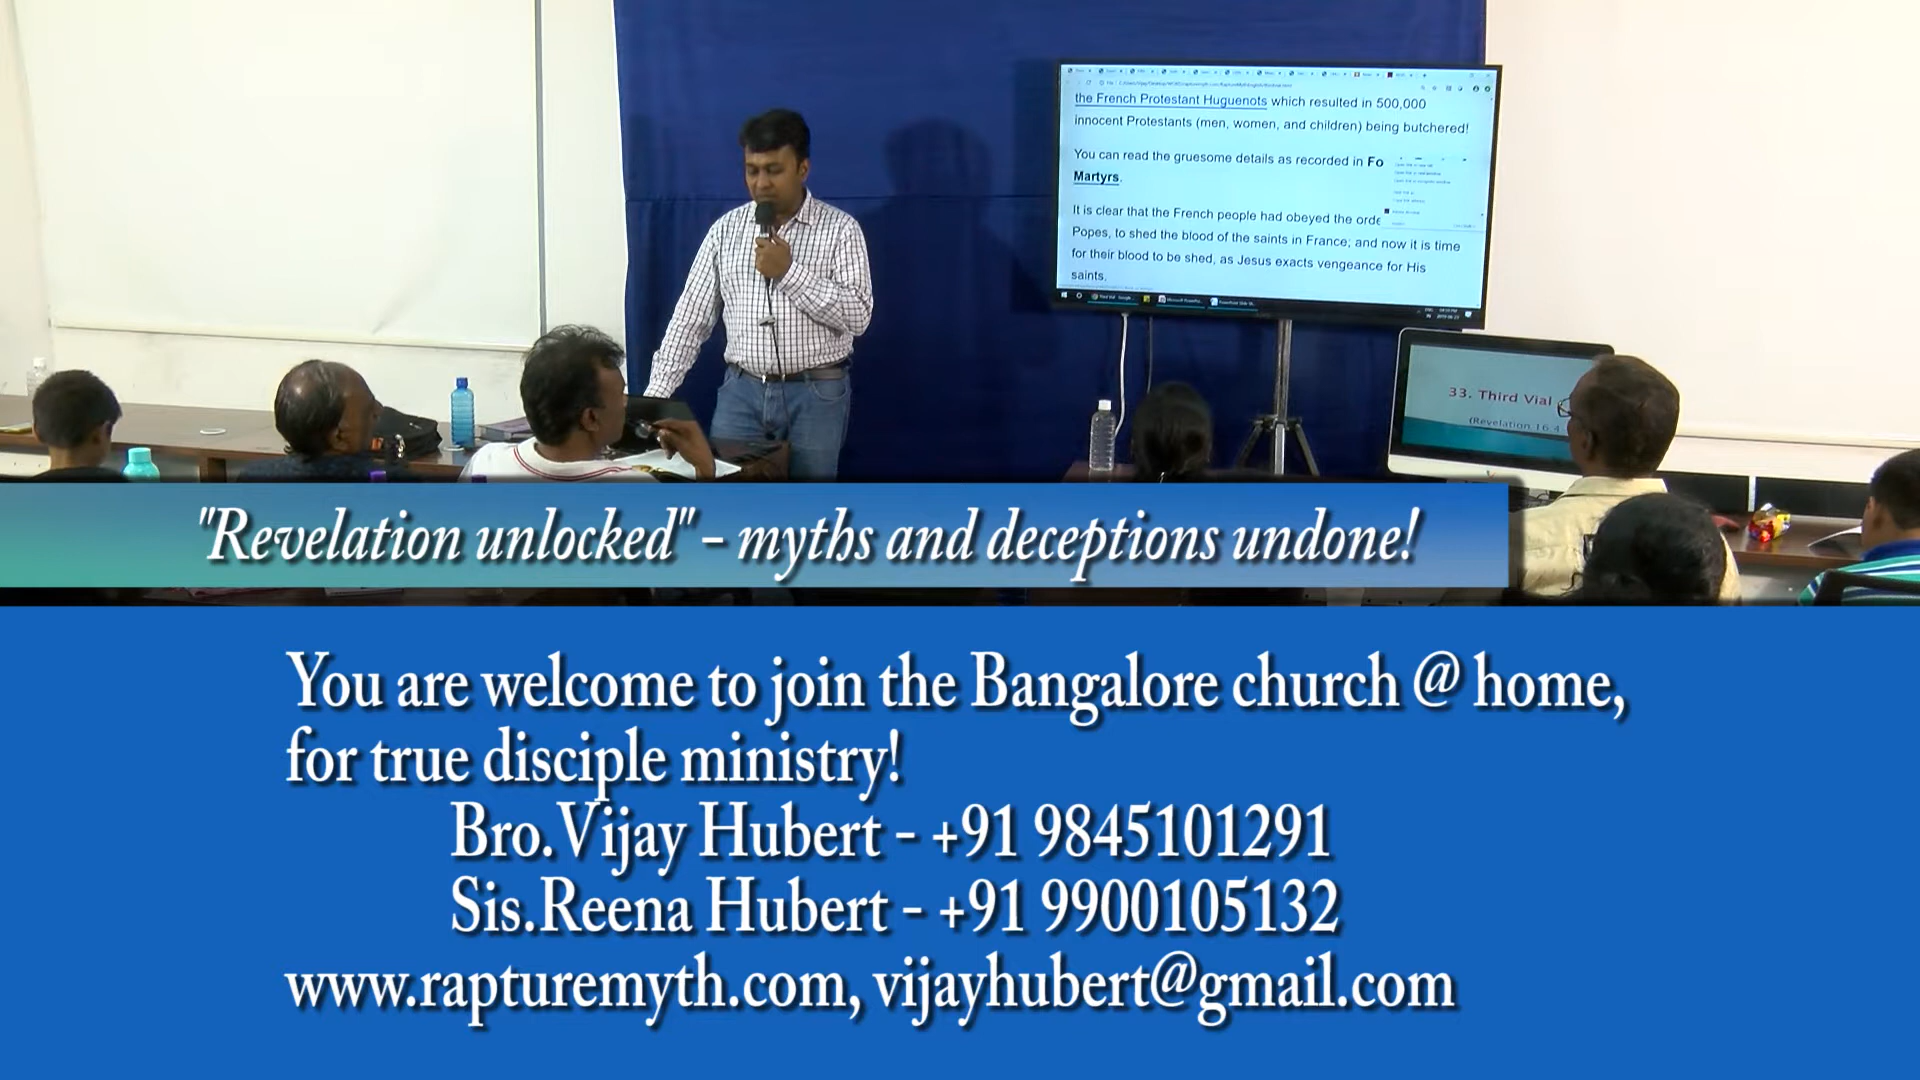 the French Protestant Huguenots which resulted in 500,000
innocent Protestants (men, women, and children) being butchered!
You can read the gruesome details as recorded in Fo
Martyrs.
It is clear that the French people had obeyed the orde
Popes, to shed the blood of the saints in France; and now it is time
for their blood to be shed, as Jesus exacts vengeance for His
saints.
33. Third Vial
(Revelation 16.4
"Revelation unlocked" - myths and deceptions undone!
You are welcome to join the Bangalore church @ home,
for true disciple ministry!
Bro.Vijay Hubert - +91 9845101291
Sis.Reena Hubert - +91 9900105132
www.rapturemyth.com, vijayhubert@gmail.com